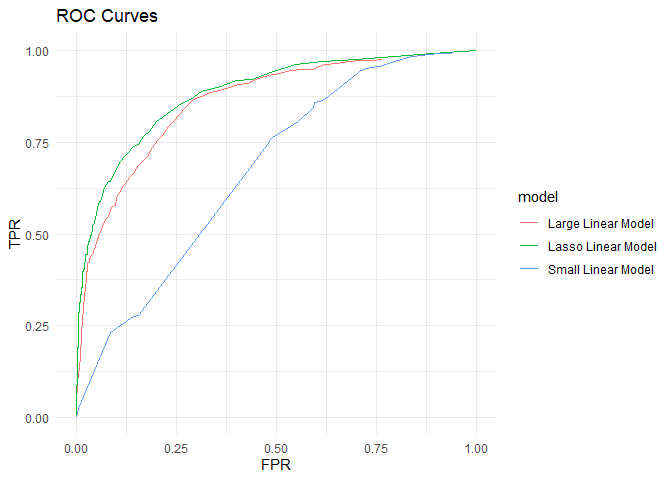 ROC Curves
1.00
0.75
0.50
0.25
0.00
TPR
0.00 0.25 0.50 0.75 1.00
FPR
model
Large Linear Model
Lasso Linear Model
Small Linear Model